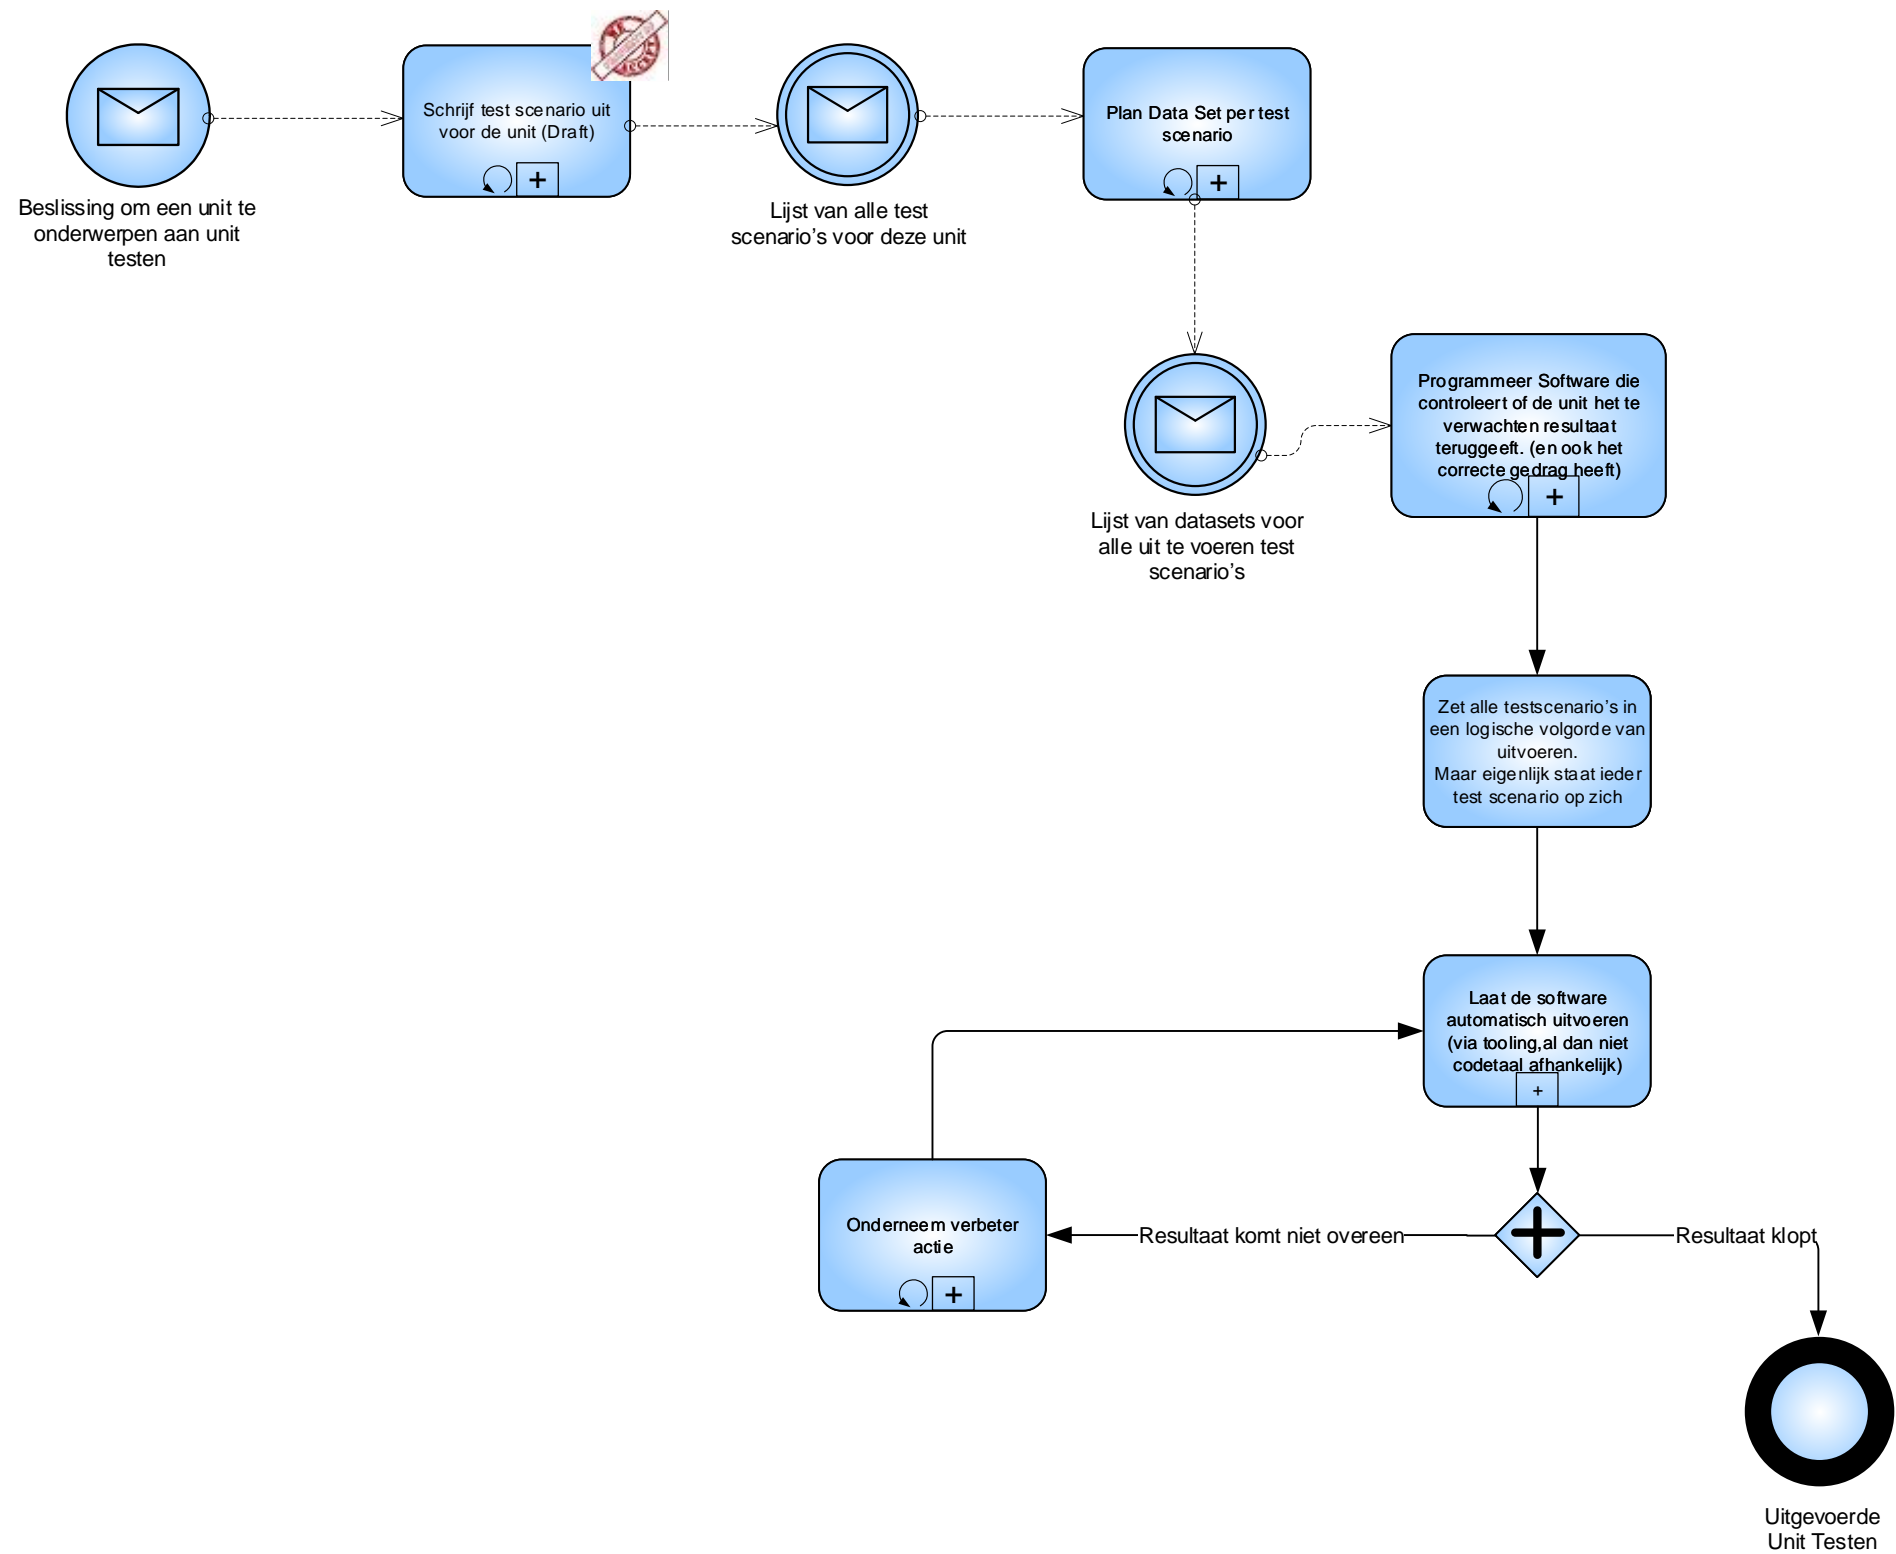 Beslissing om een unit te
onderwerpen aan unit
testen
Schrijf test scenario uit
voor de unit (Draft)
Lijst van alle test
scenario's voor deze unit
Plan Data Set per test
scenario
Lijst van datasets voor
alle uit te voeren test
scenario's
Programmeer Software die
controleert of de unit het te
verwachten resultaat
teruggeeft. (en ook het
correcte gedrag heeft)
Zet alle testscenario's in
een logische volgorde van
uitvoeren.
Maar eigenlijk staat ieder
test scenario op zich
Laat de software
automatisch uitvoeren
(via tooling,al dan niet
codetaal afhankelijk)
Onderneem verbeter
actie
Resultaat komt niet overeen
Resultaat klopt
Uitgevoerde
Unit Testen